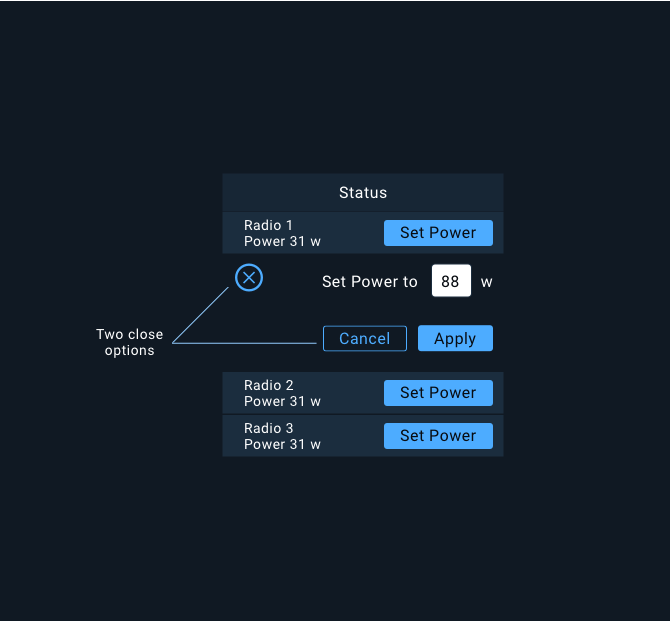 Status
Radio 1
Power 31 w
Set Power
Set Power to 88 w
Two close
options
Cancel
Apply
Radio 2
Power 31 w
Set Power
Radio 3
Power 31 w
Set Power